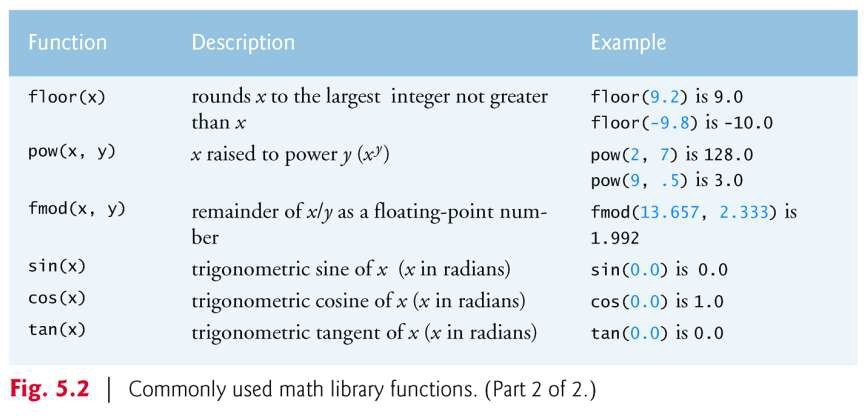 Function Description Example
floor(x) rounds x to the largest integer not greater floor(9.2) is 9.0
than x floor(-9.8) is -10.0
pow(x, y) x raised to power y (xʸ) pow(2, 7) is 128.0
pow(9, .5) is 3.0
fmod(x, y) remainder of x/y as a floating-point num- fmod(13.657, 2.333) is
ber 1.992
sin(x) trigonometric sine of x (x in radians) sin(0.0) is 0.0
cos(x) trigonometric cosine of x (x in radians) cos(0.0) is 1.0
tan(x) trigonometric tangent of x (x in radians) tan(0.0) is 0.0
Fig. 5.2 | Commonly used math library functions. (Part 2 of 2.)